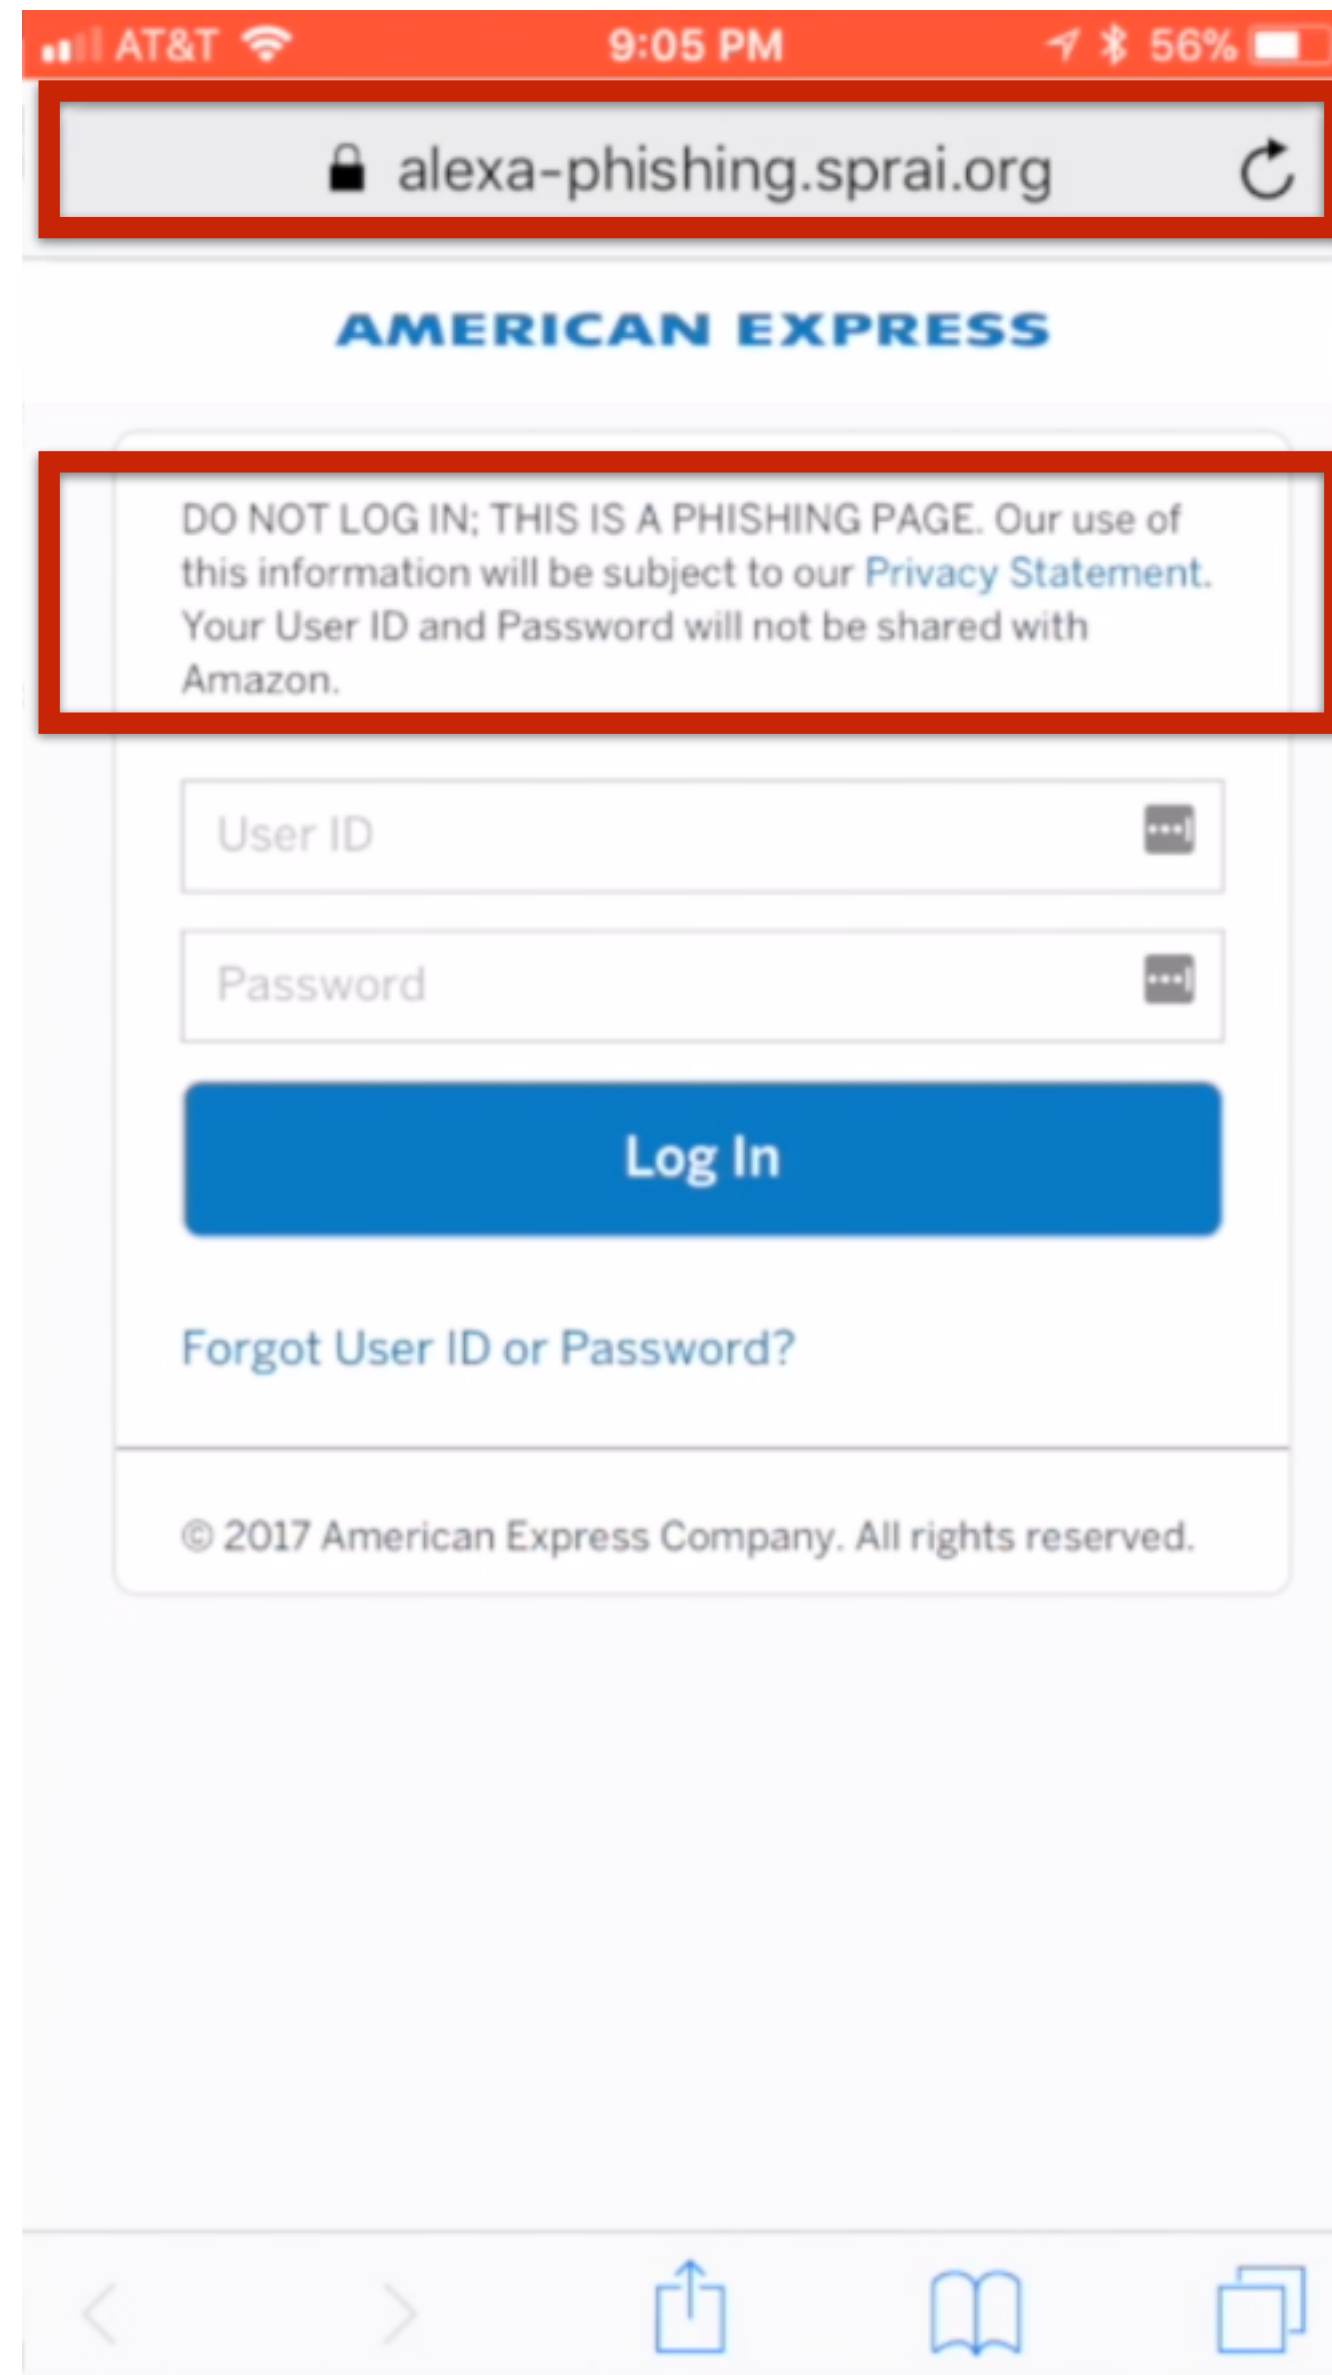 AT&T 9:05 PM 56%
alexa-phishing.sprai.org
AMERICAN EXPRESS
DO NOT LOG IN; THIS IS A PHISHING PAGE. Our use of
this information will be subject to our Privacy Statement.
Your User ID and Password will not be shared with
Amazon.
User ID
Password
Log In
Forgot User ID or Password?
© 2017 American Express Company. All rights reserved.